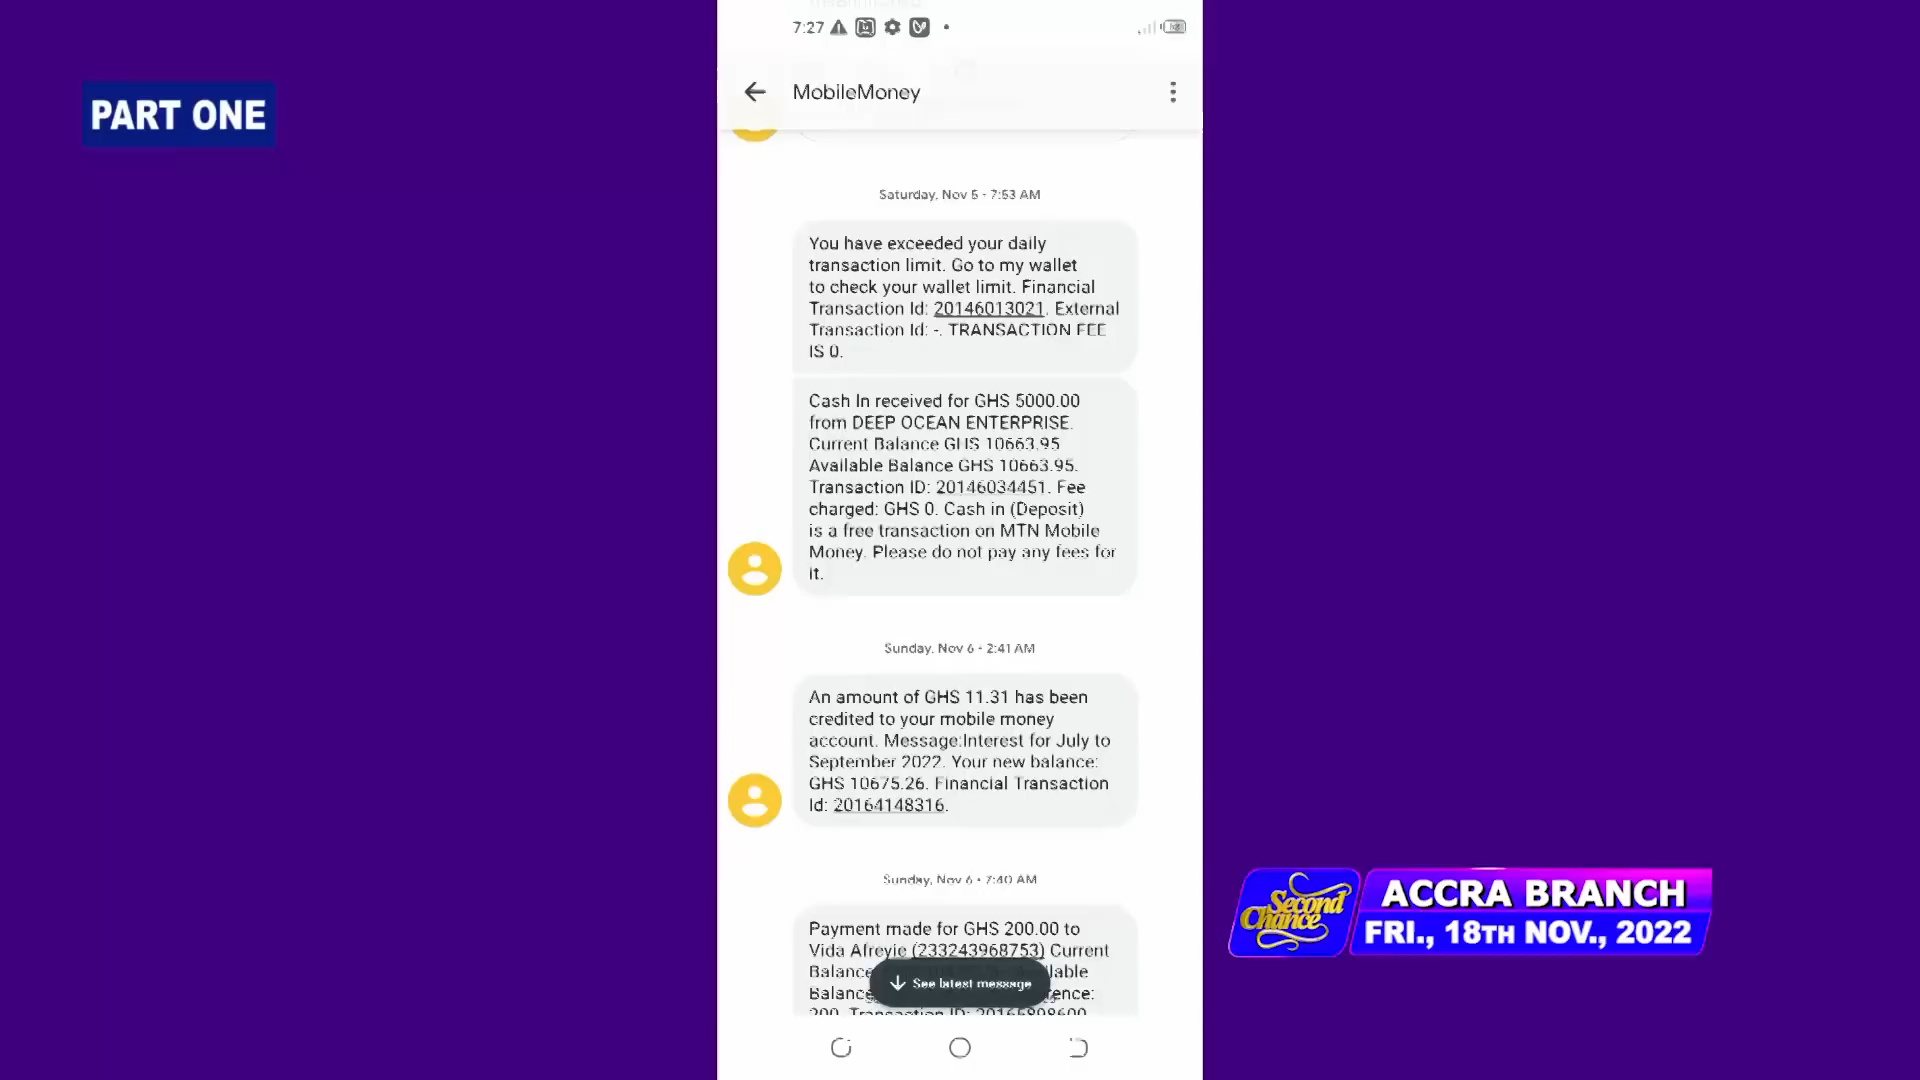 7:27
MobileMoney
PART ONE
Saturday, Nov 5 - 7:53 AM
You have exceeded your daily
transaction limit. Go to my wallet
to check your wallet limit. Financial
Transaction Id: 20146013021. External
Transaction Id: -. TRANSACTION FEE
IS 0.
Cash In received for GHS 5000.00
from DEEP OCEAN ENTERPRISE.
Current Balance GHS 10663.95
Available Balance GHS 10663.95.
Transaction ID: 20146034451. Fee
charged: GHS 0. Cash in (Deposit)
is a free transaction on MTN Mobile
Money. Please do not pay any fees for
it.
Sunday, Nov 6 - 2:41 AM
An amount of GHS 11.31 has been
credited to your mobile money
account. Message:Interest for July to
September 2022. Your new balance:
GHS 10675.26. Financial Transaction
Id: 20164148316.
Sunday, Nov 6 • 7:40 AM
Payment made for GHS 200.00 to
Vida Afreyie (233243968753) Current
Balance
Balance
200. Transaction ID: 20165898600
See latest message
Second Chance
ACCRA BRANCH
FRI., 18TH NOV., 2022